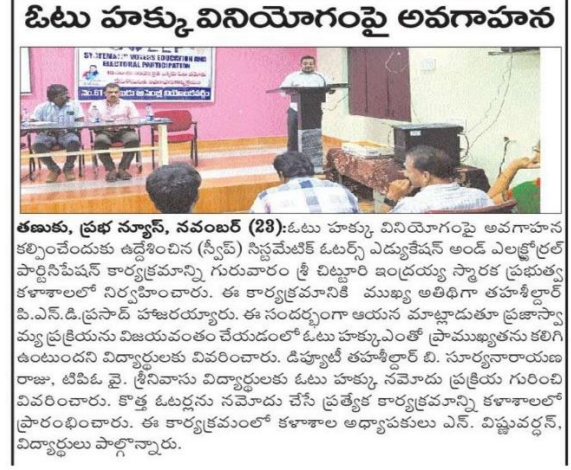 ఓటు హక్కు వినియోగంపై అవగాహన
SYSTEMATIC VOTERS EDUCATION AND
ELECTORAL PARTICIPATION
తణుకు, ప్రభ న్యూస్, నవంబర్ (23):ఓటు హక్కు వినియోగంపై అవగాహన
కల్పించేందుకు ఉద్దేశించిన (స్వీప్) సిస్టమేటిక్ ఓటర్స్ ఎడ్యుకేషన్ అండ్ ఎలక్ట్రోరల్
పార్టిసిపేషన్ కార్యక్రమాన్ని గురువారం శ్రీ చిట్టూరి ఇంద్రయ్య స్మారక ప్రభుత్వ
కళాశాలలో నిర్వహించారు. ఈ కార్యక్రమానికి ముఖ్య అతిథిగా తహశీల్దార్
పి.ఎన్.డి.ప్రసాద్ హాజరయ్యారు. ఈ సందర్భంగా ఆయన మాట్లాడుతూ ప్రజాస్వా
మ్య ప్రక్రియను విజయవంతం చేయడంలో ఓటు హక్కుఎంతో ప్రాముఖ్యతను కలిగి
ఉంటుందని విద్యార్థులకు వివరించారు. డిప్యూటీ తహశీల్దార్ బి. సూర్యనారాయణ
రాజు, టిపిఓ వై. శ్రీనివాసు విద్యార్థులకు ఓటు హక్కు నమోదు ప్రక్రియ గురించి
వివరించారు. కొత్త ఓటర్లను నమోదు చేసే ప్రత్యేక కార్యక్రమాన్ని కళాశాలలో
ప్రారంభించారు. ఈ కార్యక్రమంలో కళాశాల అధ్యాపకులు ఎన్. విష్ణువర్ధన్,
విద్యార్థులు పాల్గొన్నారు.